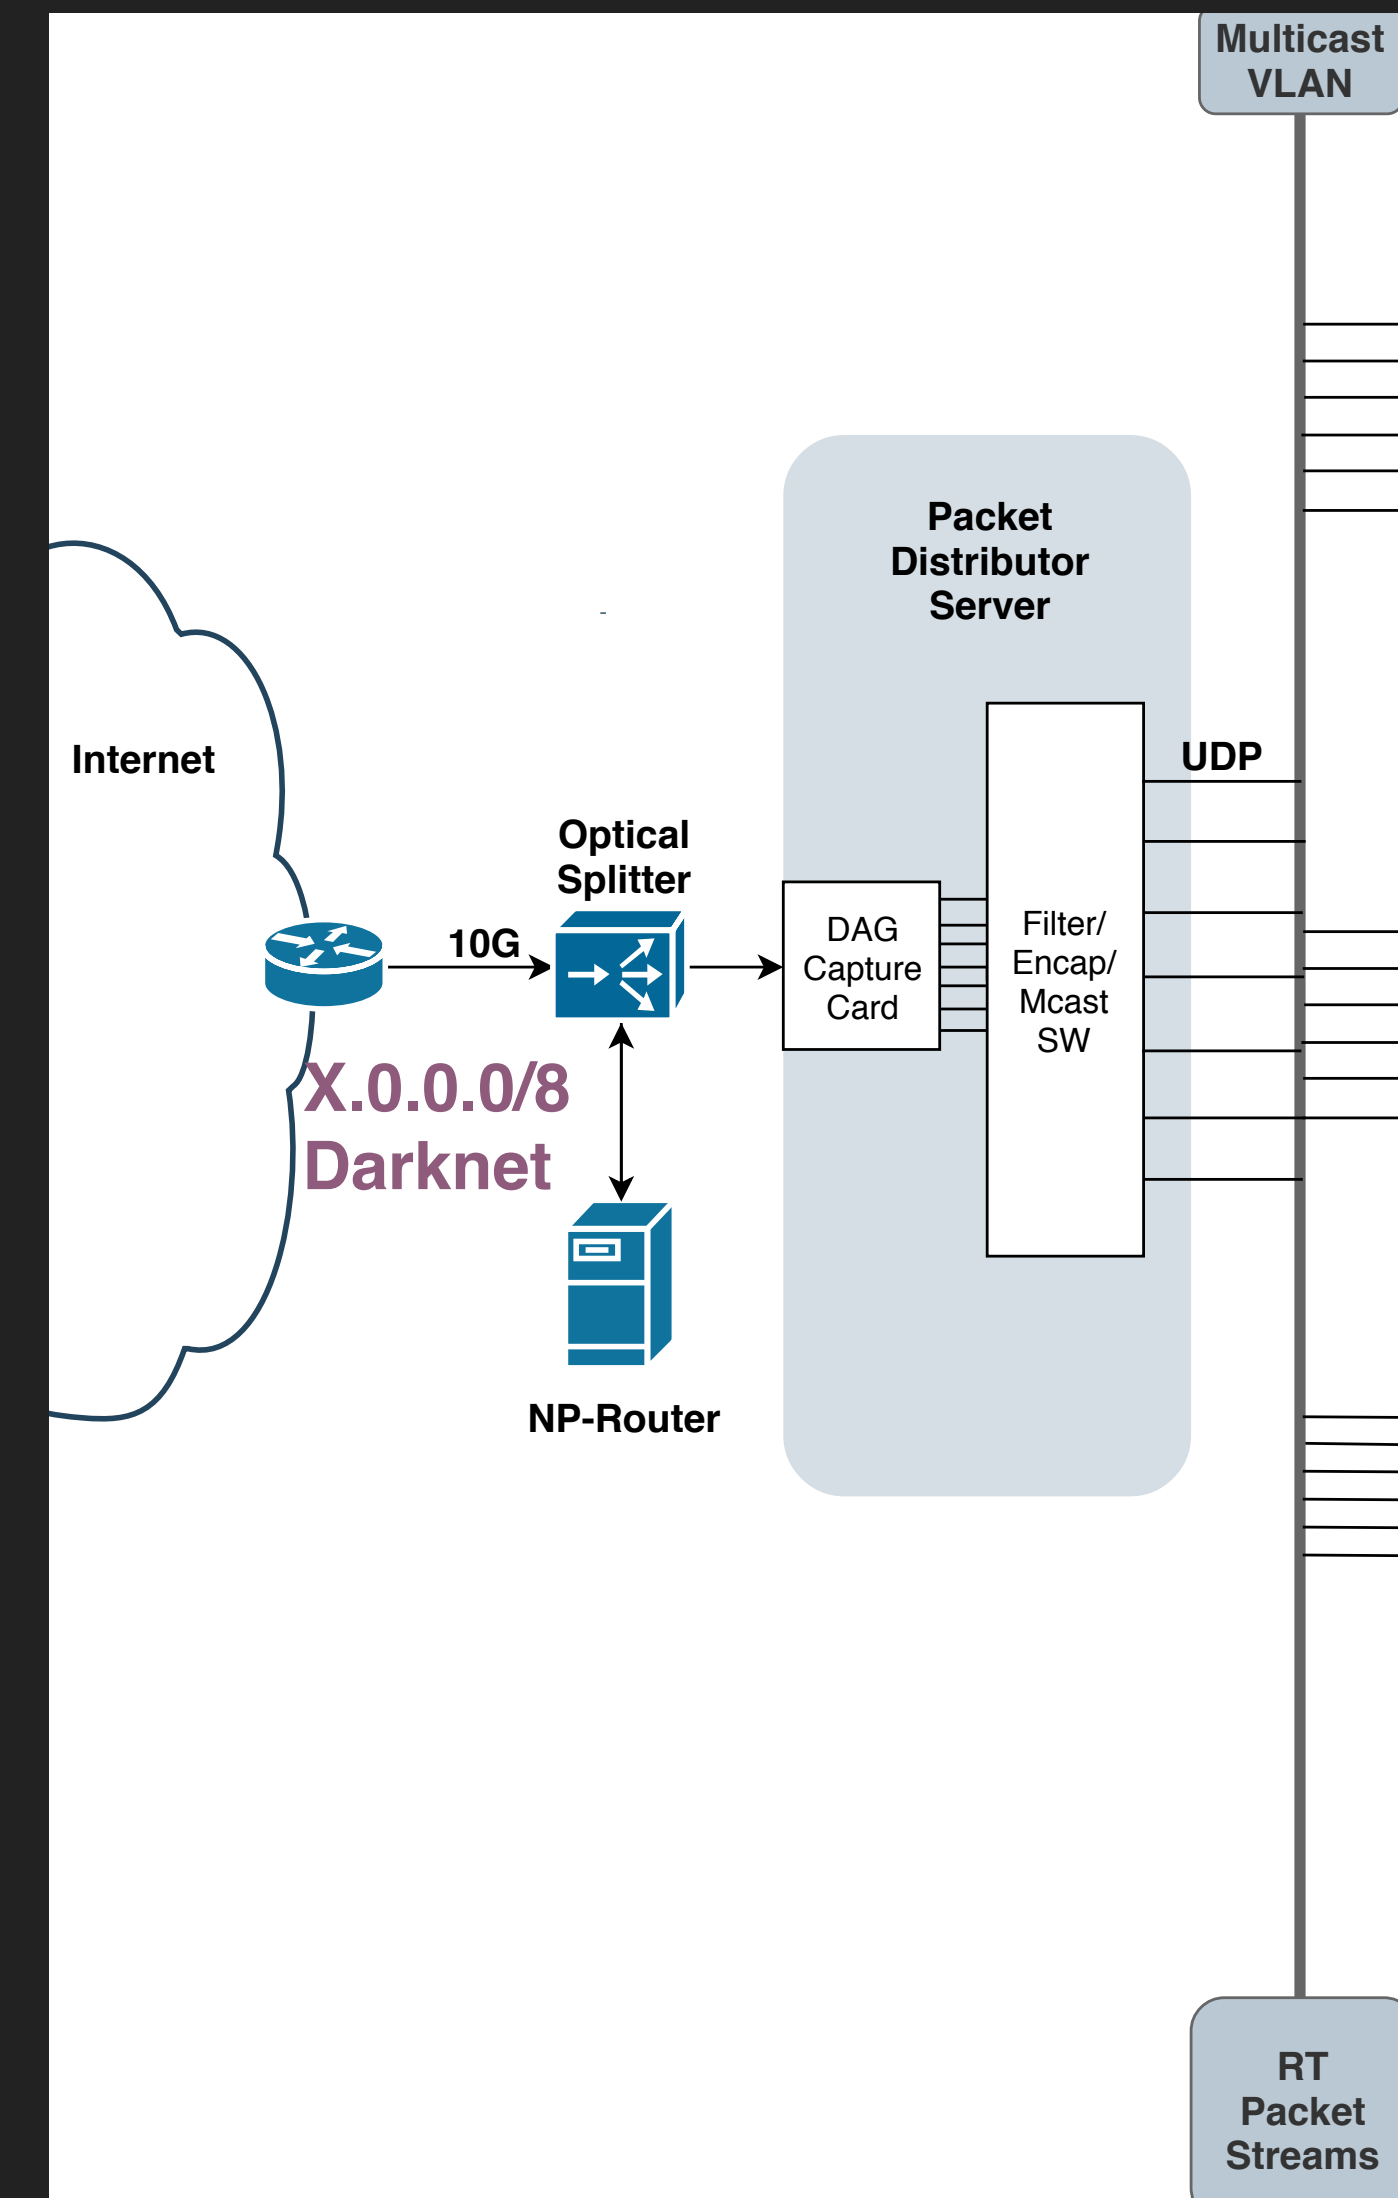 Multicast
VLAN
Packet
Distributor
Server
Internet
UDP
Optical
Splitter
10G
DAG
Capture
Card
Filter/
Encap/
Mcast
SW
X.0.0.0/8
Darknet
NP-Router
RT
Packet
Streams